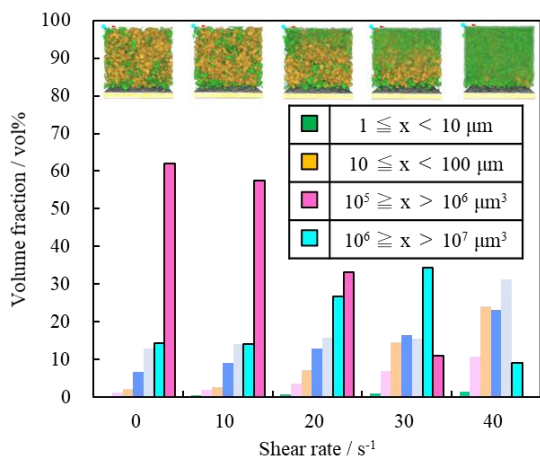 Volume fraction / vol%
100
90
80
70
60
50
40
30
20
10
0
1 ≦ x < 10 μm
10 ≦ x < 100 μm
10⁵ ≧ x > 10⁶ μm³
10⁶ ≧ x > 10⁷ μm³
0 10 20 30 40
Shear rate / s⁻¹